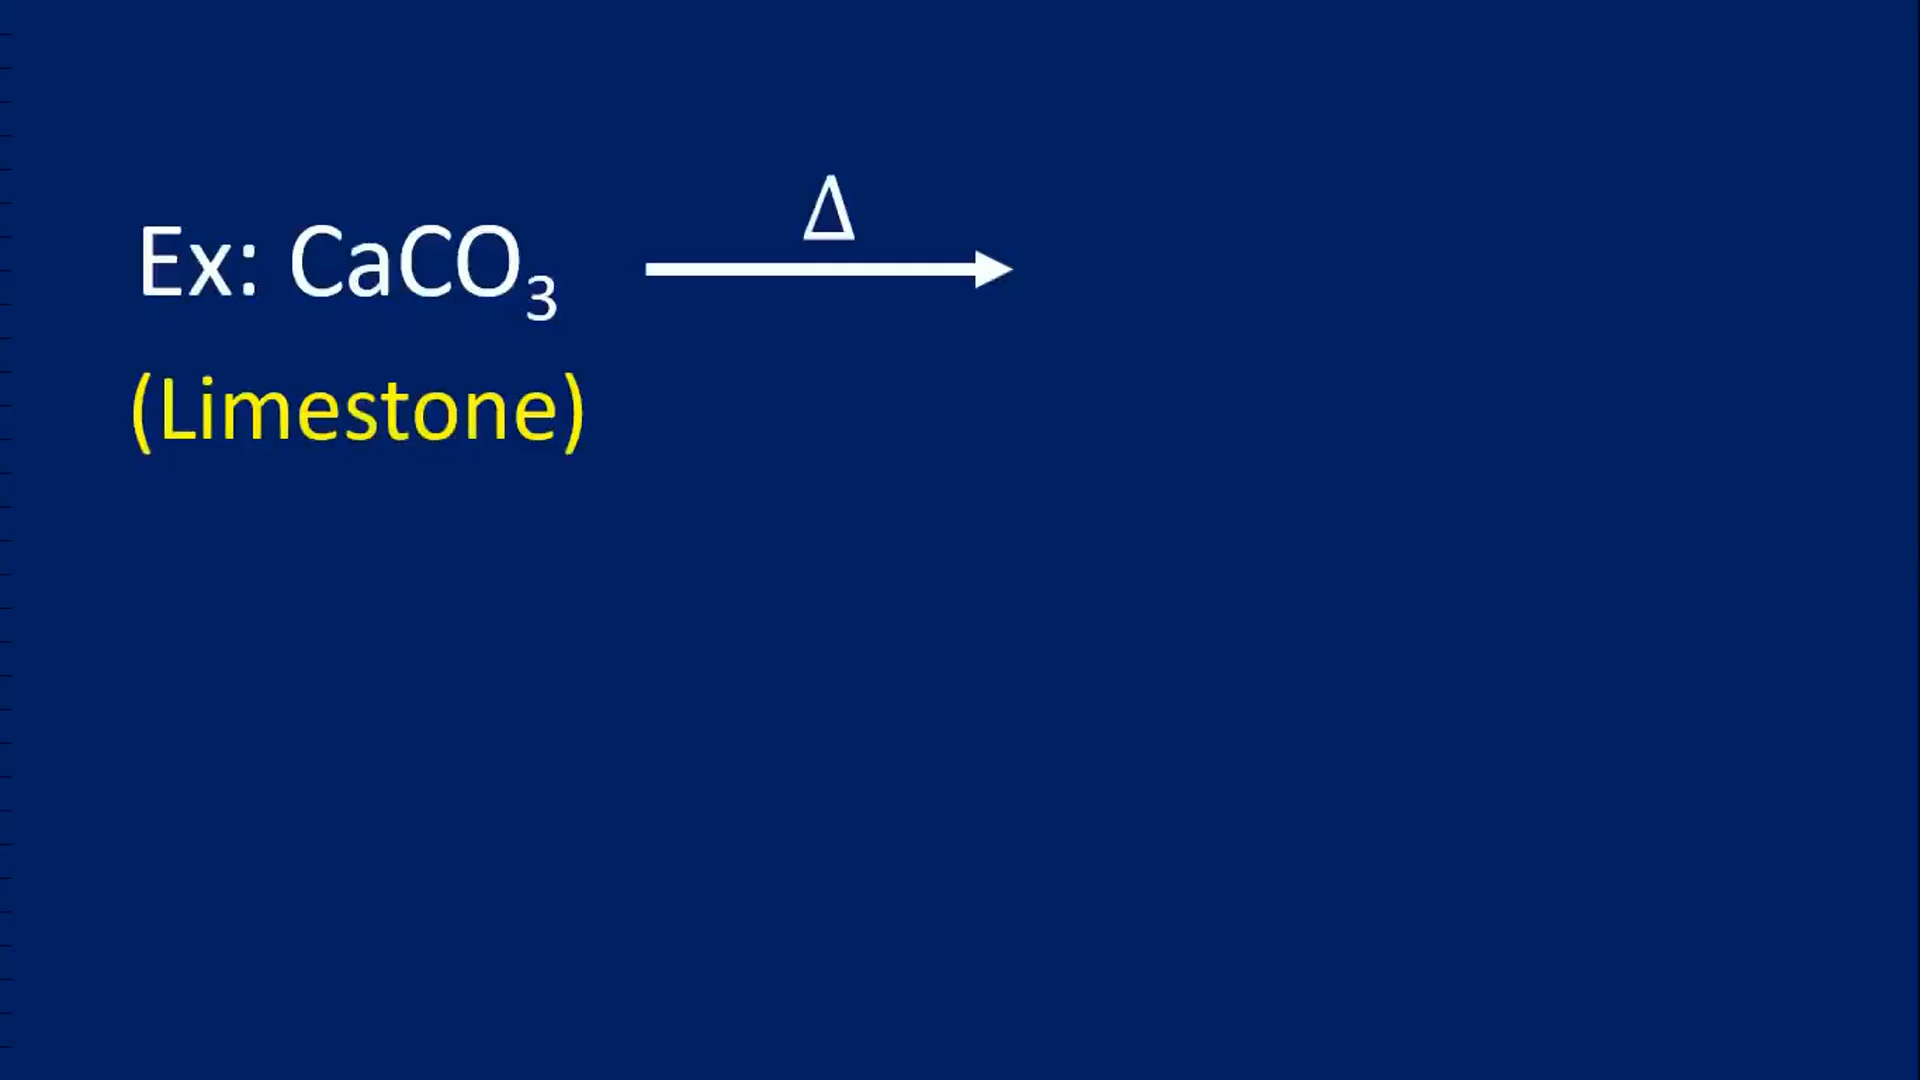 Δ
Ex: CaCO₃ ⟶
(Limestone)